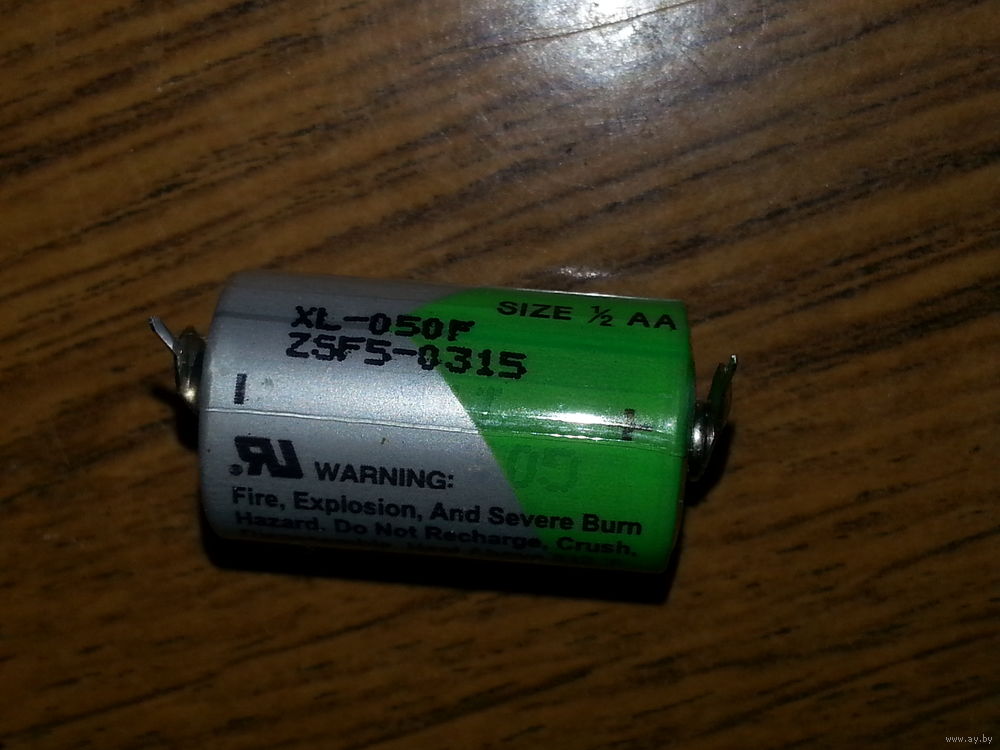 SIZE ½ AA
XL-050F
ZSF5-0315
WARNING:
Fire, Explosion, And Severe Burn
Hazard. Do Not Recharge, Crush,
www.ay.by